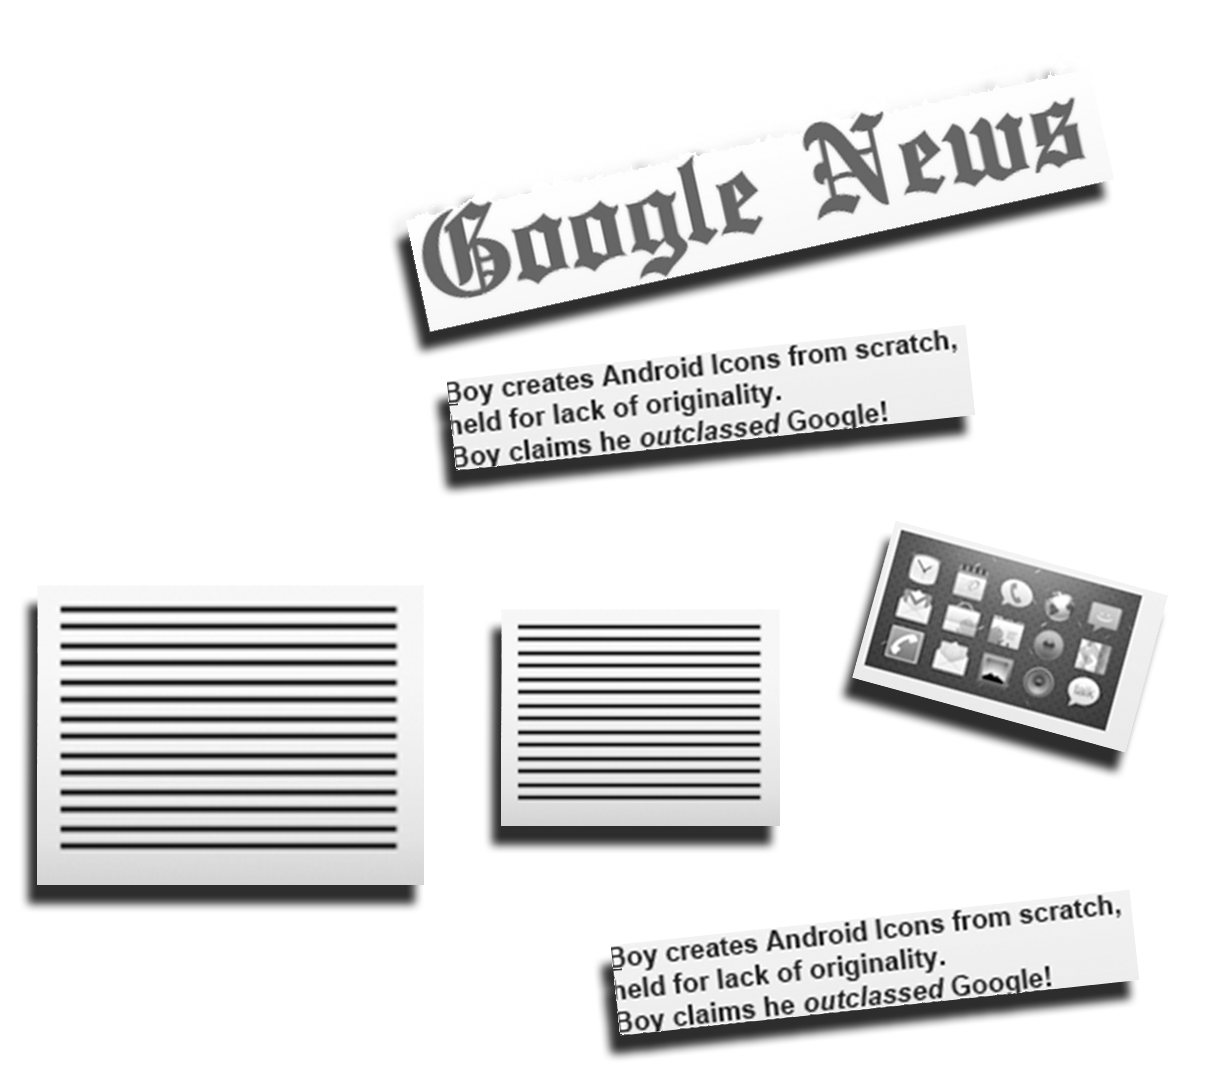 Google News
Boy creates Android Icons from scratch,
held for lack of originality.
Boy claims he outclassed Google!
talk
Boy creates Android Icons from scratch,
held for lack of originality.
Boy claims he outclassed Google!